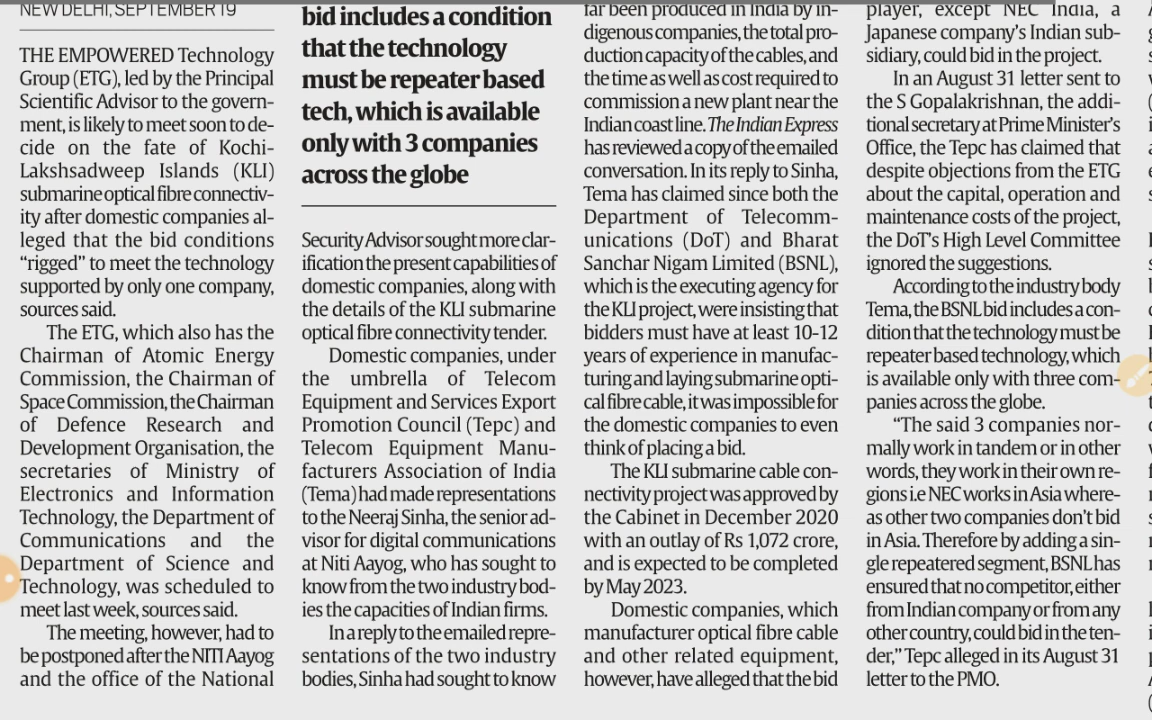 NEW DELHI, SEPTEMBER 19
THE EMPOWERED Technology
Group (ETG), led by the Principal
Scientific Advisor to the govern-
ment, is likely to meet soon to de-
cide on the fate of Kochi-
Lakshsadweep Islands (KLI)
submarine optical fibre connectiv-
ity after domestic companies al-
leged that the bid conditions
“rigged” to meet the technology
supported by only one company,
sources said.
The ETG, which also has the
Chairman of Atomic Energy
Commission, the Chairman of
Space Commission, the Chairman
of Defence Research and
Development Organisation, the
secretaries of Ministry of
Electronics and Information
Technology, the Department of
Communications and the
Department of Science and
Technology, was scheduled to
meet last week, sources said.
The meeting, however, had to
be postponed after the NITI Aayog
and the office of the National
bid includes a condition
that the technology
must be repeater based
tech, which is available
only with 3 companies
across the globe
Security Advisor sought more clar-
ification the present capabilities of
domestic companies, along with
the details of the KLI submarine
optical fibre connectivity tender.
Domestic companies, under
the umbrella of Telecom
Equipment and Services Export
Promotion Council (Tepc) and
Telecom Equipment Manu-
facturers Association of India
(Tema) had made representations
to the Neeraj Sinha, the senior ad-
visor for digital communications
at Niti Aayog, who has sought to
know from the two industry bod-
ies the capacities of Indian firms.
In a reply to the emailed repre-
sentations of the two industry
bodies, Sinha had sought to know
far been produced in India by in-
digenous companies, the total pro-
duction capacity of the cables, and
the time as well as cost required to
commission a new plant near the
Indian coast line. The Indian Express
has reviewed a copy of the emailed
conversation. In its reply to Sinha,
Tema has claimed since both the
Department of Telecomm-
unications (DoT) and Bharat
Sanchar Nigam Limited (BSNL),
which is the executing agency for
the KLI project, were insisting that
bidders must have at least 10-12
years of experience in manufac-
turing and laying submarine opti-
cal fibre cable, it was impossible for
the domestic companies to even
think of placing a bid.
The KLI submarine cable con-
nectivity project was approved by
the Cabinet in December 2020
with an outlay of Rs 1,072 crore,
and is expected to be completed
by May 2023.
Domestic companies, which
manufacturer optical fibre cable
and other related equipment,
however, have alleged that the bid
player, except NEC India, a
Japanese company’s Indian sub-
sidiary, could bid in the project.
In an August 31 letter sent to
the S Gopalakrishnan, the addi-
tional secretary at Prime Minister’s
Office, the Tepc has claimed that
despite objections from the ETG
about the capital, operation and
maintenance costs of the project,
the DoT’s High Level Committee
ignored the suggestions.
According to the industry body
Tema, the BSNL bid includes a con-
dition that the technology must be
repeater based technology, which
is available only with three com-
panies across the globe.
“The said 3 companies nor-
mally work in tandem or in other
words, they work in their own re-
gions i.e NEC works in Asia where-
as other two companies don’t bid
in Asia. Therefore by adding a sin-
gle repeatered segment, BSNL has
ensured that no competitor, either
from Indian company or from any
other country, could bid in the ten-
der,” Tepc alleged in its August 31
letter to the PMO.